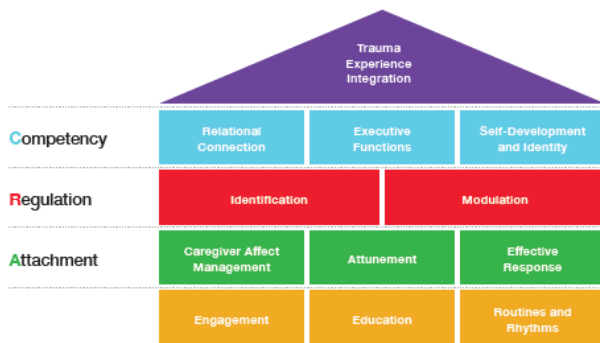 Trauma
Experience
Integration
Competency
Relational
Connection
Executive
Functions
Self-Development
and Identity
Regulation
Identification
Modulation
Attachment
Caregiver Affect
Management
Attunement
Effective
Response
Engagement
Education
Routines and
Rhythms